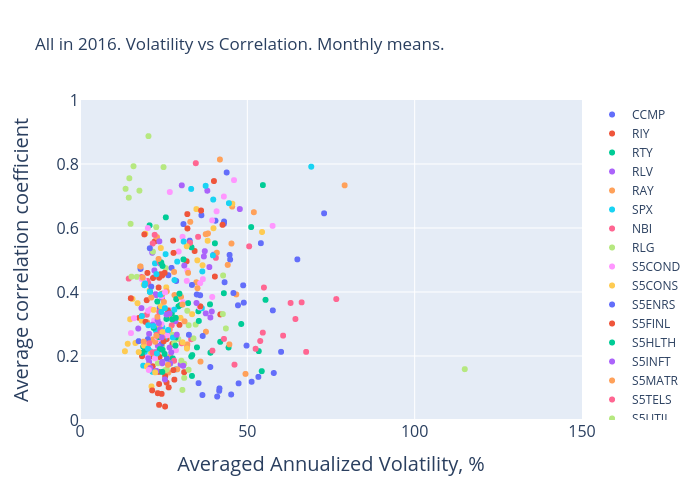 All in 2016. Volatility vs Correlation. Monthly means.
Average correlation coefficient
1
0.8
0.6
0.4
0.2
0
0
50
100
150
Averaged Annualized Volatility, %
CCMP
RIY
RTY
RLV
RAY
SPX
NBI
RLG
S5COND
S5CONS
S5ENRS
S5FINL
S5HLTH
S5INFT
S5MATR
S5TELS
S5UTIL